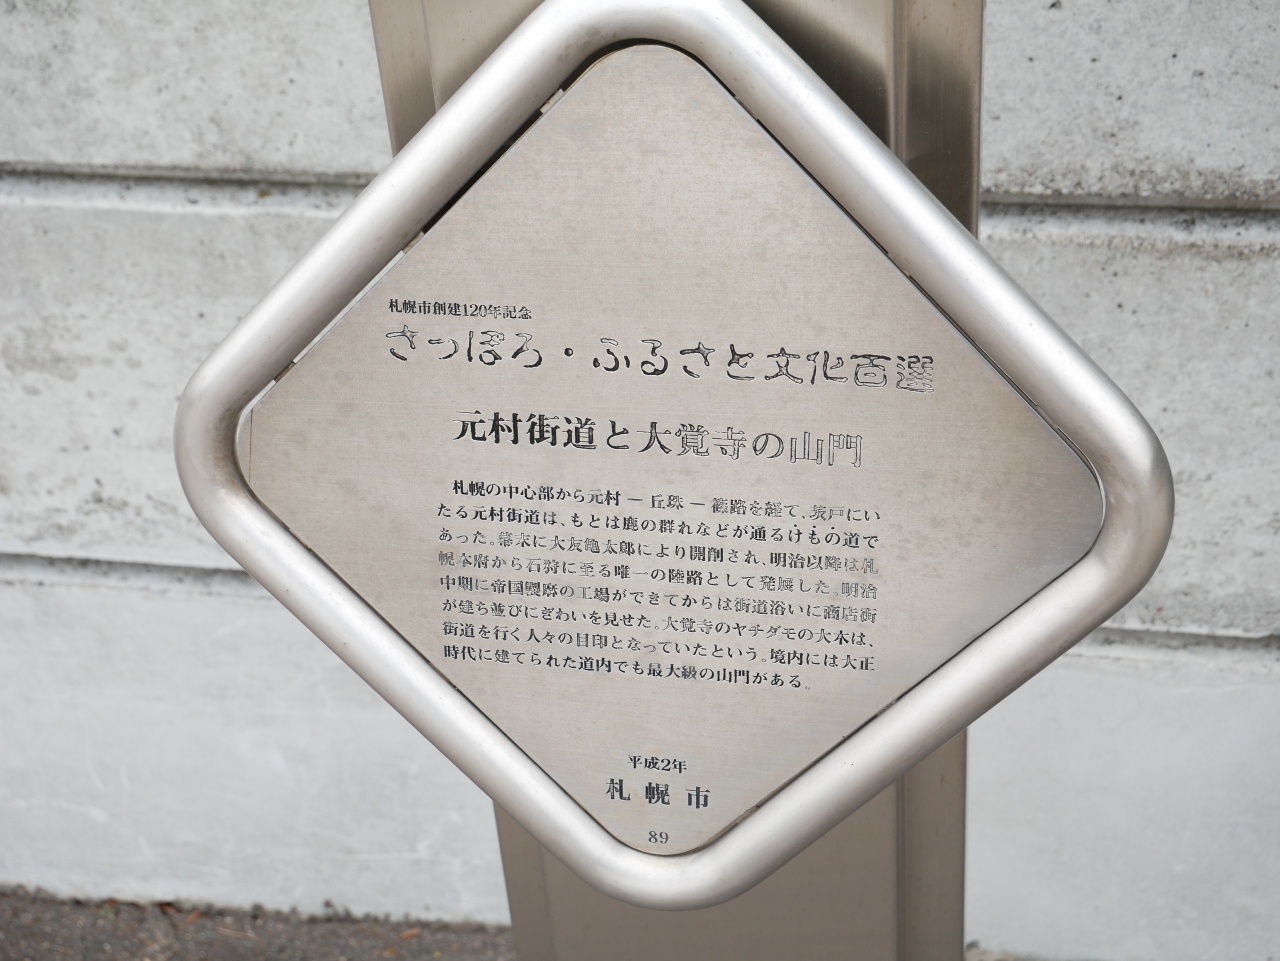 札幌市創建120年記念
さっぽろ・ふるさと文化百選
元村街道と大覚寺の山門
札幌の中心部から元村 ─ 丘珠 ─ 篠路を経て、茨戸にい
たる元村街道は、もとは鹿の群れなどが通るけもの道で
あった。幕末に大友亀太郎により開削され、明治以降は札
幌本府から石狩に至る唯一の陸路として発展した。明治
中期に帝国製麻の工場ができてからは街道沿いに商店街
が建ち並びにぎわいを見せた。大覚寺のヤチダモの大木は、
街道を行く人々の目印となっていたという。境内には大正
時代に建てられた道内でも最大級の山門がある。
平成2年
札幌市
89